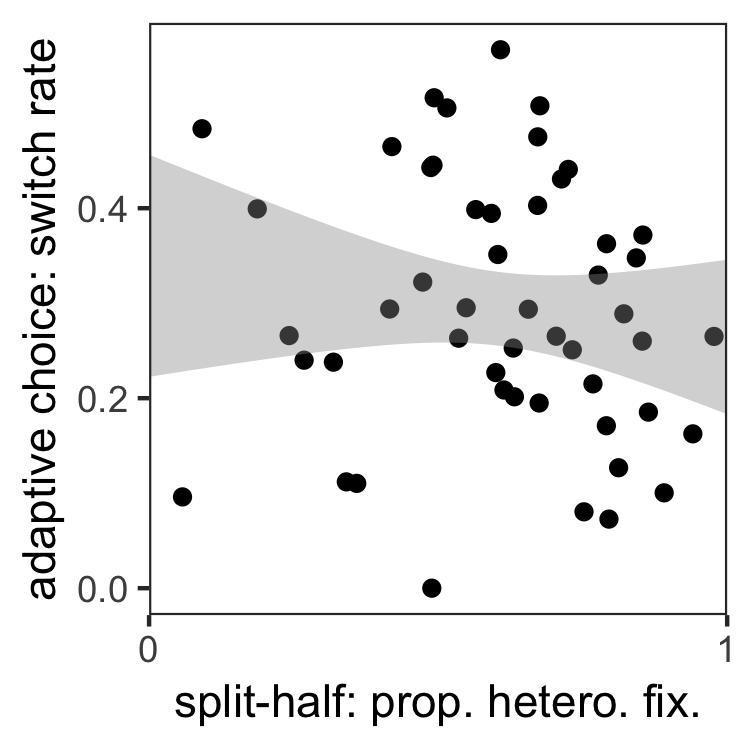 adaptive choice: switch rate
0.4
0.2
0.0
0
1
split-half: prop. hetero. fix.